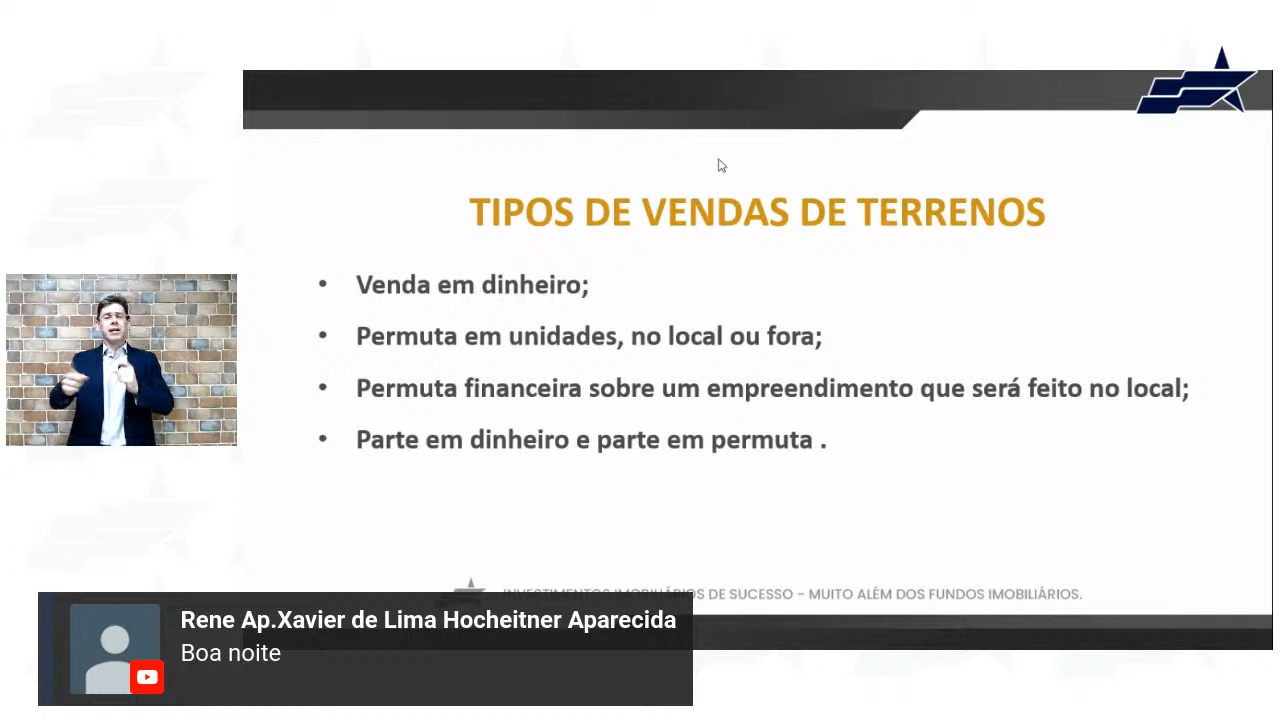 TIPOS DE VENDAS DE TERRENOS
• Venda em dinheiro;
• Permuta em unidades, no local ou fora;
• Permuta financeira sobre um empreendimento que será feito no local;
• Parte em dinheiro e parte em permuta .
INVESTIMENTOS IMOBILIÁRIOS DE SUCESSO – MUITO ALÉM DOS FUNDOS IMOBILIÁRIOS.
Rene Ap.Xavier de Lima Hocheitner Aparecida
Boa noite